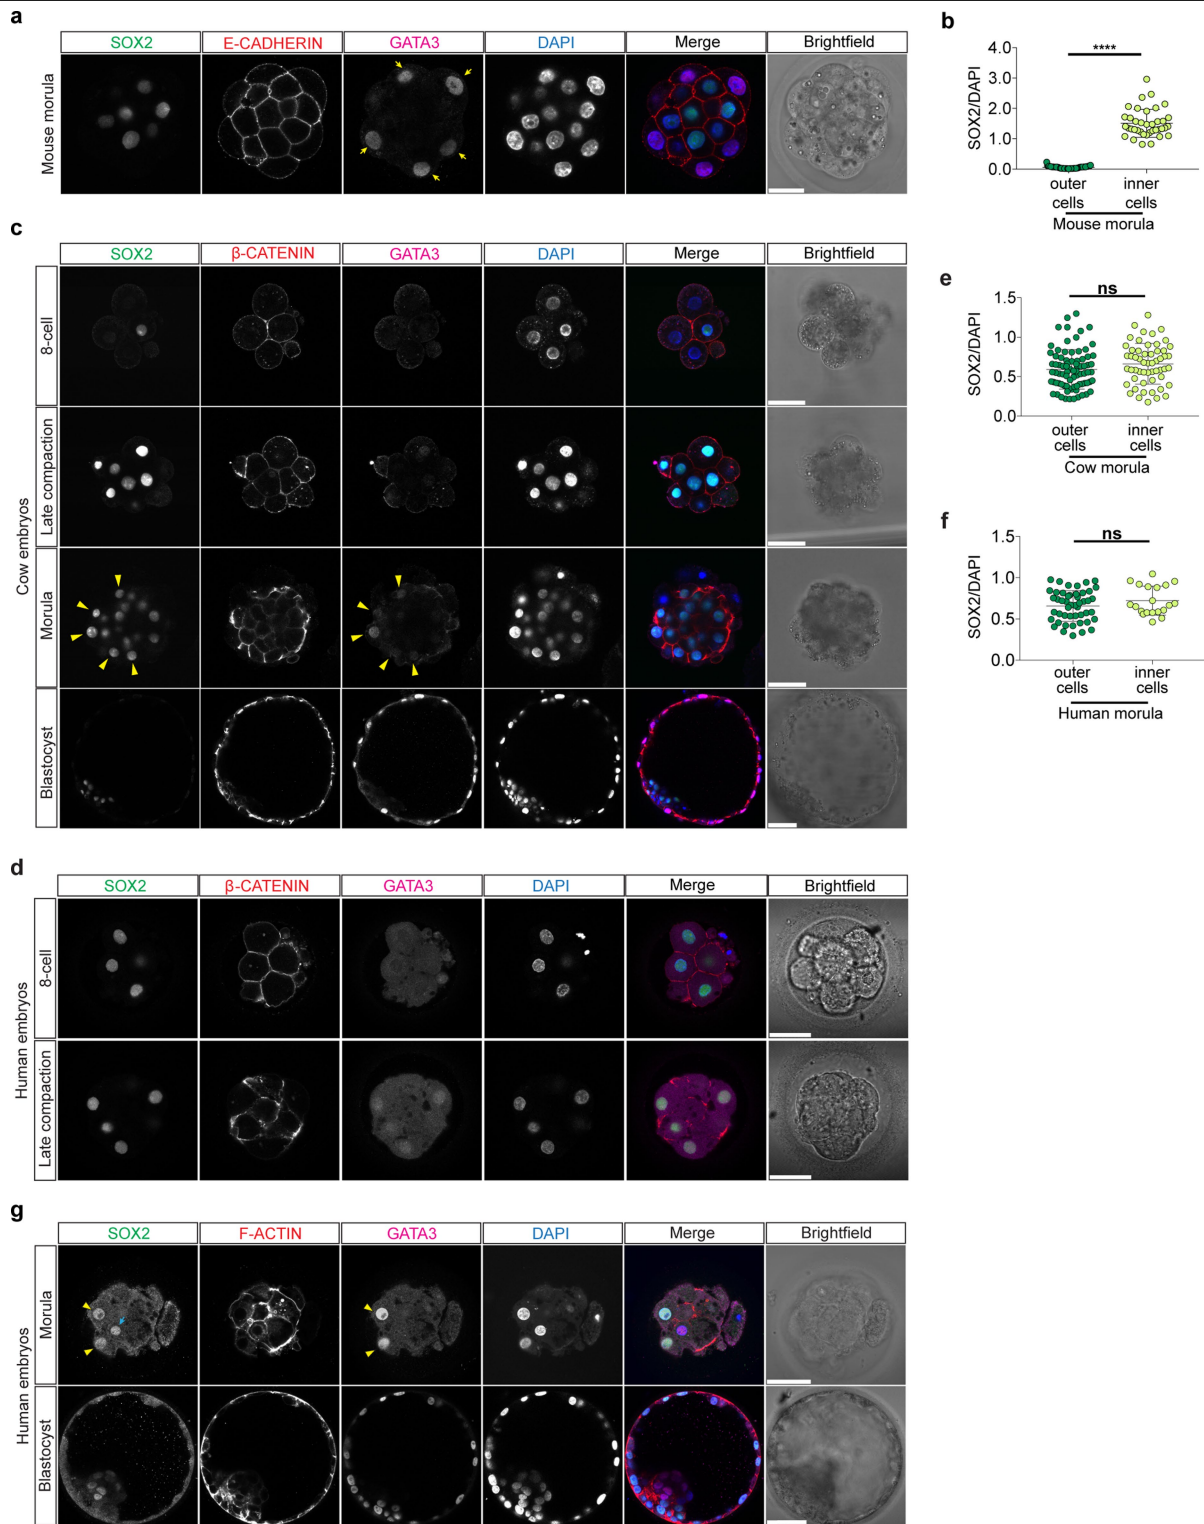 a
SOX2 E-CADHERIN GATA3 DAPI Merge Brightfield
Mouse morula
b
SOX2/DAPI
4.0
3.0
2.0
1.0
0.0
****
outer cells
inner cells
Mouse morula
c
SOX2 β-CATENIN GATA3 DAPI Merge Brightfield
Cow embryos
8-cell
Late compaction
Morula
Blastocyst
e
SOX2/DAPI
1.5
1.0
0.5
0.0
ns
outer cells
inner cells
Cow morula
f
SOX2/DAPI
1.5
1.0
0.5
0.0
ns
outer cells
inner cells
Human morula
d
SOX2 β-CATENIN GATA3 DAPI Merge Brightfield
Human embryos
8-cell
Late compaction
g
SOX2 F-ACTIN GATA3 DAPI Merge Brightfield
Human embryos
Morula
Blastocyst